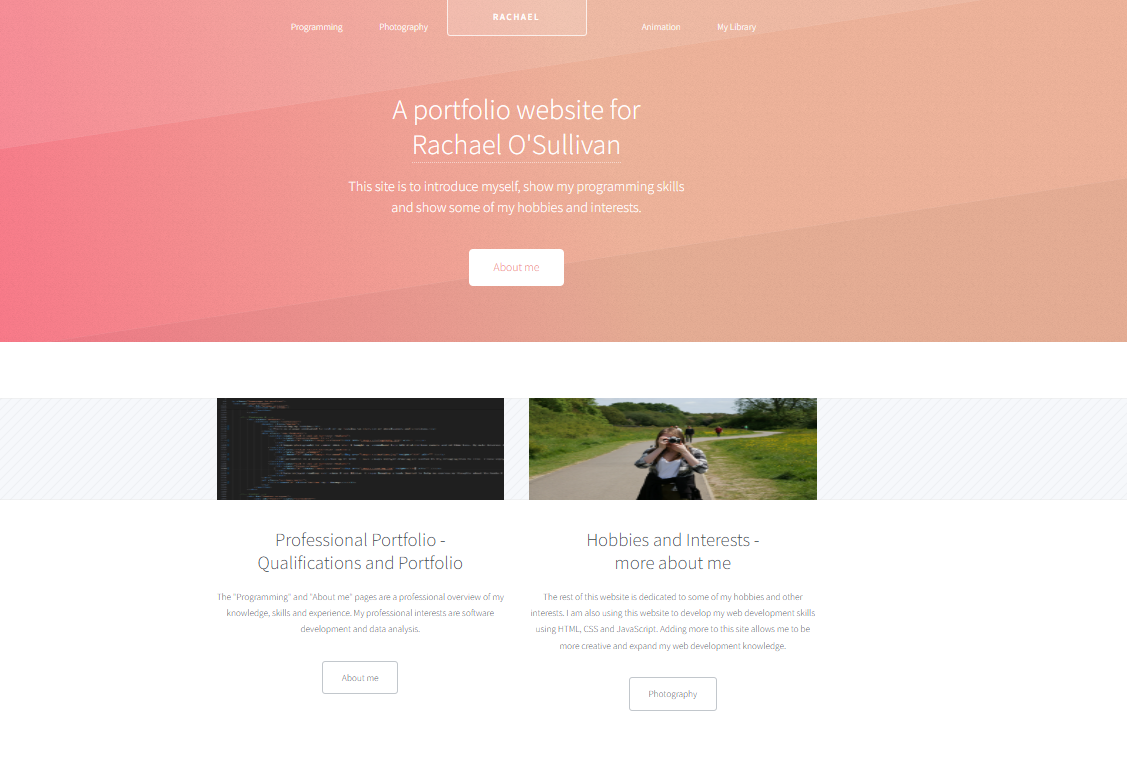 Programming
Photography
RACHAEL
Animation
My Library
A portfolio website for
Rachael O'Sullivan
This site is to introduce myself, show my programming skills
and show some of my hobbies and interests.
About me
Professional Portfolio -
Qualifications and Portfolio
The "Programming" and "About me" pages are a professional overview of my
knowledge, skills and experience. My professional interests are software
development and data analysis.
About me
Hobbies and Interests -
more about me
The rest of this website is dedicated to some of my hobbies and other
interests. I am also using this website to develop my web development skills
using HTML, CSS and JavaScript. Adding more to this site allows me to be
more creative and expand my web development knowledge.
Photography